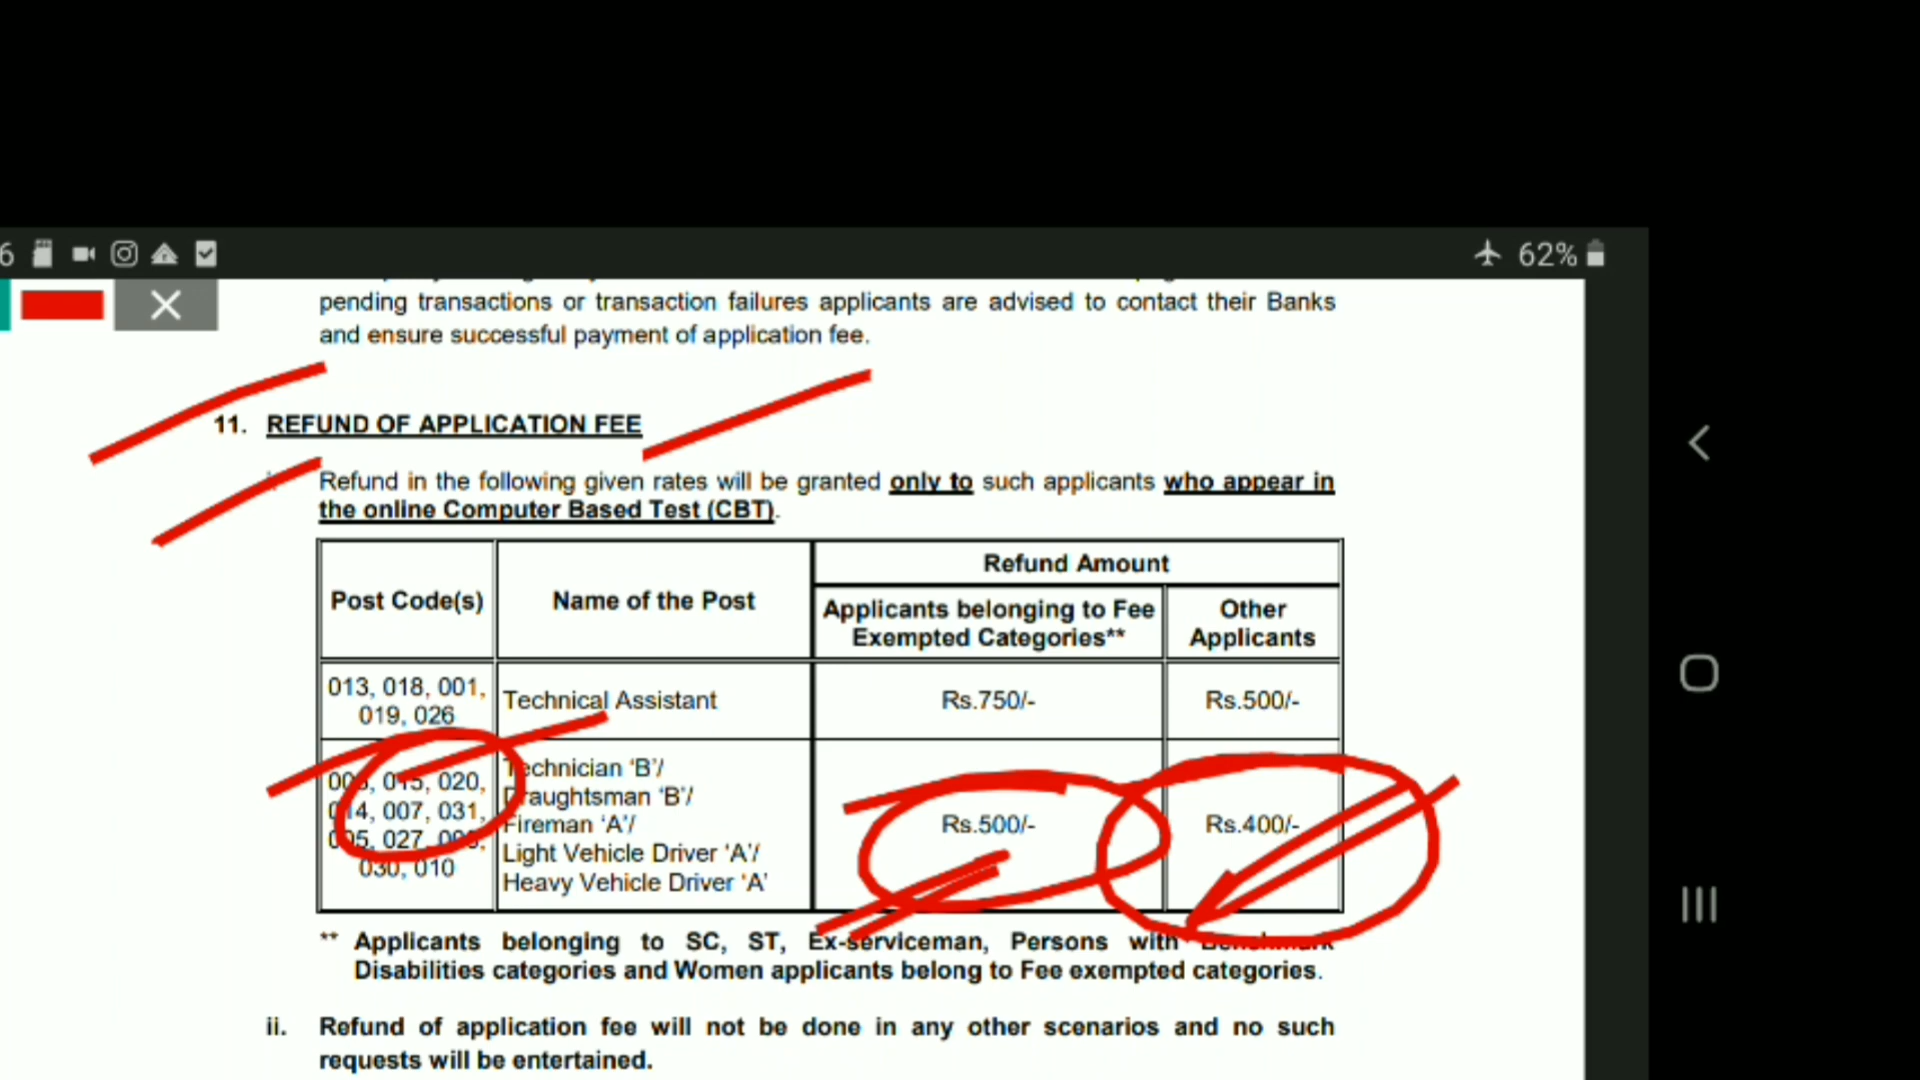 6
62%
pending transactions or transaction failures applicants are advised to contact their Banks
and ensure successful payment of application fee.
11. REFUND OF APPLICATION FEE
Refund in the following given rates will be granted only to such applicants who appear in
the online Computer Based Test (CBT).
Refund Amount
Post Code(s) Name of the Post
Applicants belonging to Fee Exempted Categories**
Other Applicants
013, 018, 001,
019, 026
Technical Assistant
Rs.750/-
Rs.500/-
015, 020,
014, 007, 031,
005, 027,
030, 010
Technician 'B'/
Draughtsman 'B'/
Fireman 'A'/
Light Vehicle Driver 'A'/
Heavy Vehicle Driver 'A'
Rs.500/-
Rs.400/-
** Applicants belonging to SC, ST, Ex-serviceman, Persons with Benchmark
Disabilities categories and Women applicants belong to Fee exempted categories.
ii. Refund of application fee will not be done in any other scenarios and no such
requests will be entertained.